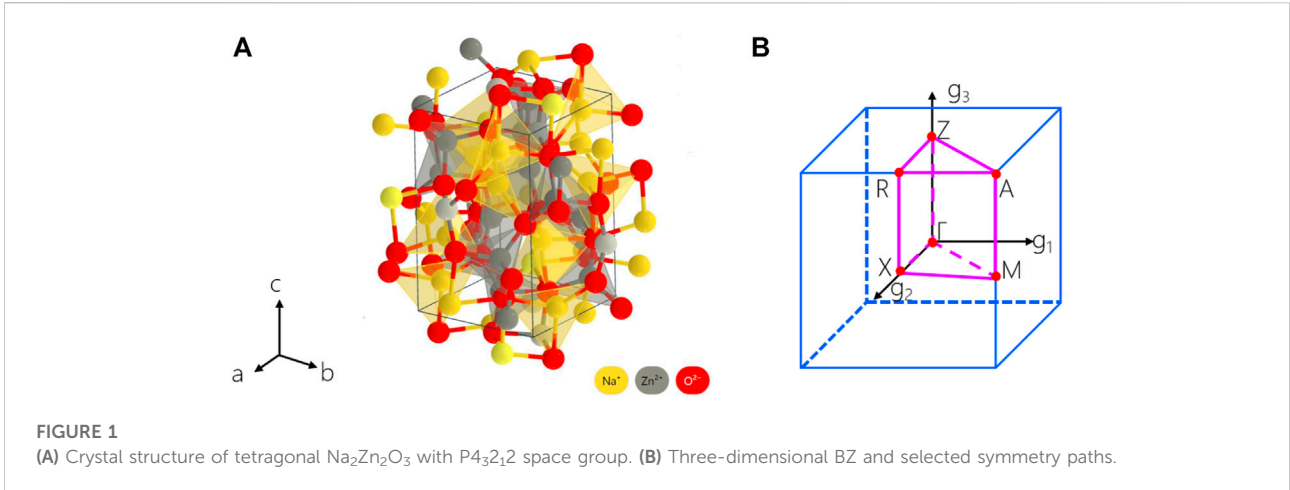 A
B
g₃
Z
R
A
Γ
g₁
X
M
g₂
c
a
b
Na⁺ Zn²⁺ O²⁻
FIGURE 1
(A) Crystal structure of tetragonal Na₂Zn₂O₃ with P4₃2₁2 space group. (B) Three-dimensional BZ and selected symmetry paths.